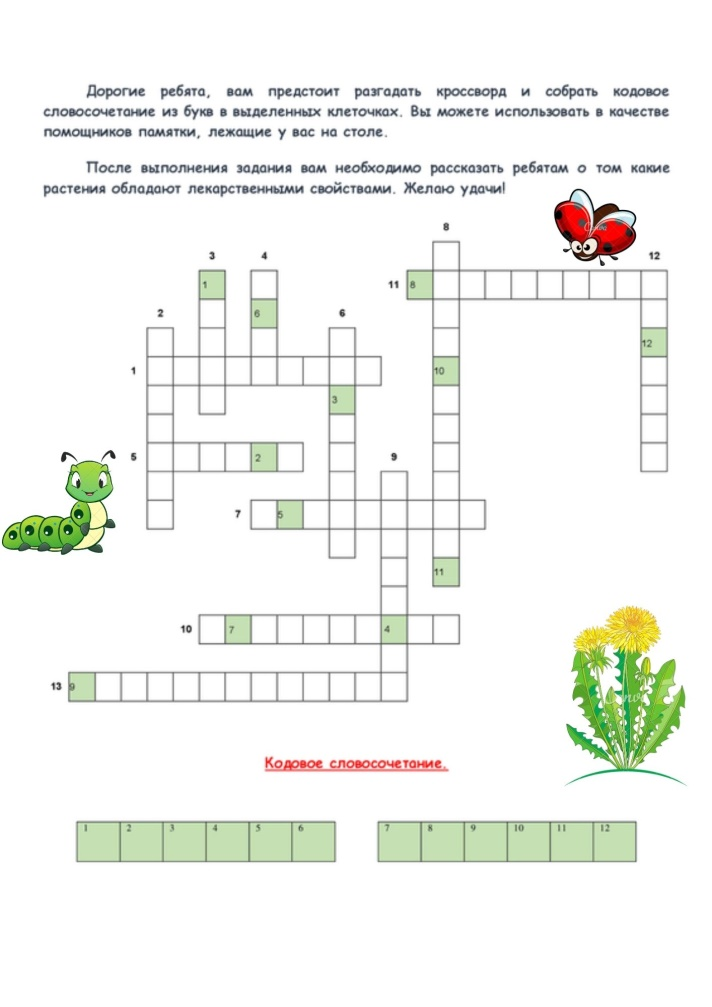 Дорогие ребята, вам предстоит разгадать кроссворд и собрать кодовое
словосочетание из букв в выделенных клеточках. Вы можете использовать в качестве
помощников памятки, лежащие у вас на столе.
После выполнения задания вам необходимо рассказать ребятам о том какие
растения обладают лекарственными свойствами. Желаю удачи!
8
3 4 12
1 11 8
2 6 6
12
1 10
3
5 2 9
7 5
11
10 7 4
13 9
Кодовое словосочетание.
1 2 3 4 5 6 7 8 9 10 11 12